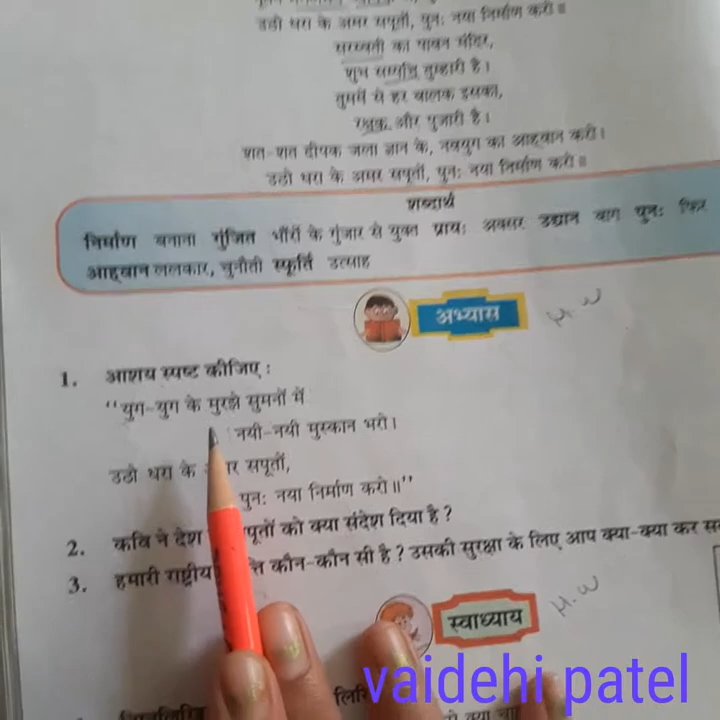 उठो धरा के अमर सपूतों, पुनः नया निर्माण करो॥
सरस्वती का पावन मंदिर,
शुभ सम्पत्ति तुम्हारी है।
तुममें से हर बालक इसका,
रक्षक और पुजारी है।
शत-शत दीपक जला ज्ञान के, नवयुग का आह्वान करो।
उठो धरा के अमर सपूतों, पुनः नया निर्माण करो॥
शब्दार्थ
निर्माण बनाना गुंजित भौंरों के गुंजार से युक्त प्रायः अक्सर उद्यान बाग पुनः फिर
आह्वान ललकार, चुनौती स्फूर्ति उत्साह
अभ्यास
H.W
1. आशय स्पष्ट कीजिए :
“युग-युग के मुरझे सुमनों में
नयी-नयी मुस्कान भरो।
उठो धरा के सपूतों,
पुनः नया निर्माण करो॥”
2. कवि ने देश को क्या संदेश दिया है ?
3. हमारी राष्ट्रीय कौन-कौन सी है ? उसकी सुरक्षा के लिए आप क्या-क्या कर
स्वाध्याय
H.W
vaidehi patel